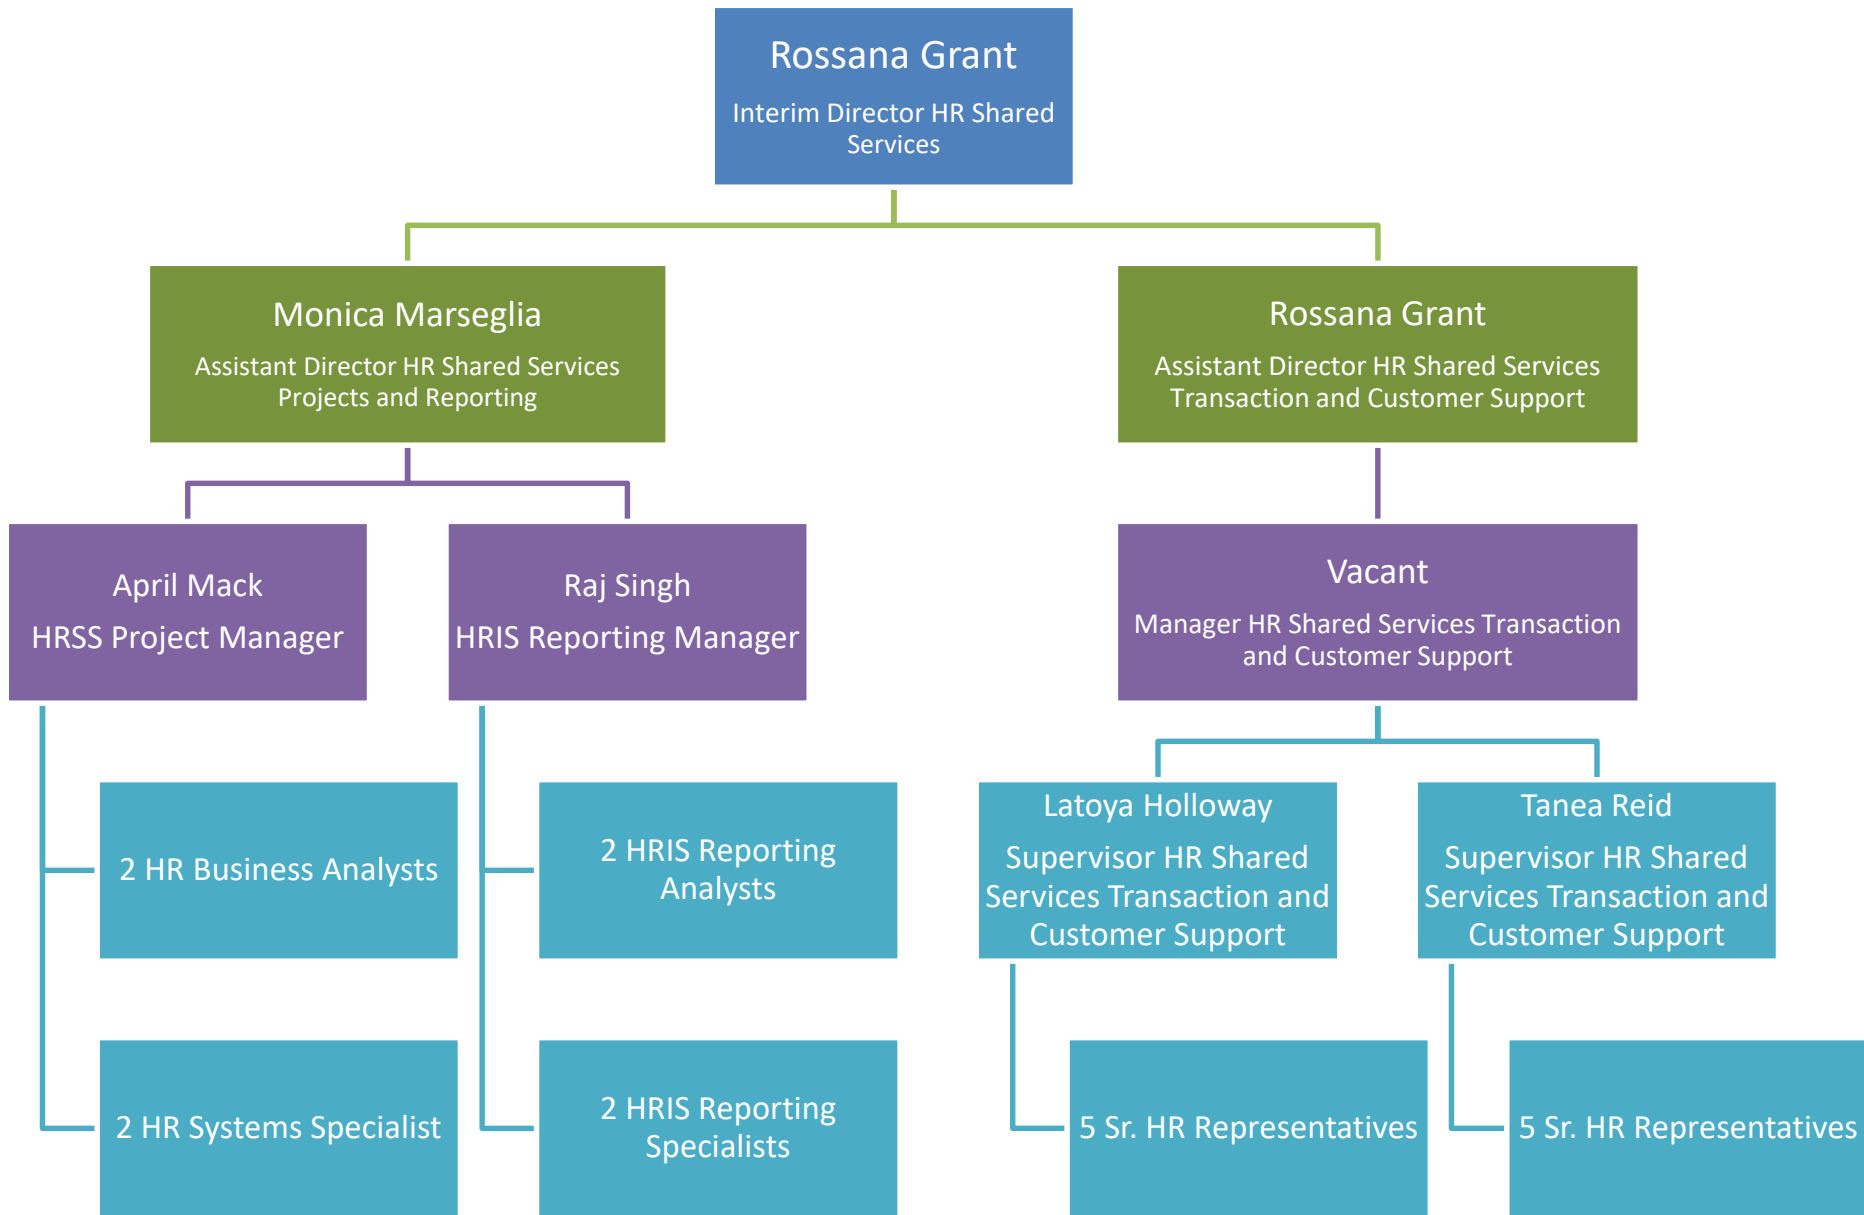 Rossana Grant
Interim Director HR Shared
Services
Monica Marseglia
Assistant Director HR Shared Services
Projects and Reporting
Rossana Grant
Assistant Director HR Shared Services
Transaction and Customer Support
April Mack
HRSS Project Manager
Raj Singh
HRIS Reporting Manager
Vacant
Manager HR Shared Services Transaction
and Customer Support
2 HR Business Analysts
2 HRIS Reporting
Analysts
Latoya Holloway
Supervisor HR Shared
Services Transaction and
Customer Support
Tanea Reid
Supervisor HR Shared
Services Transaction and
Customer Support
2 HR Systems Specialist
2 HRIS Reporting
Specialists
5 Sr. HR Representatives
5 Sr. HR Representatives